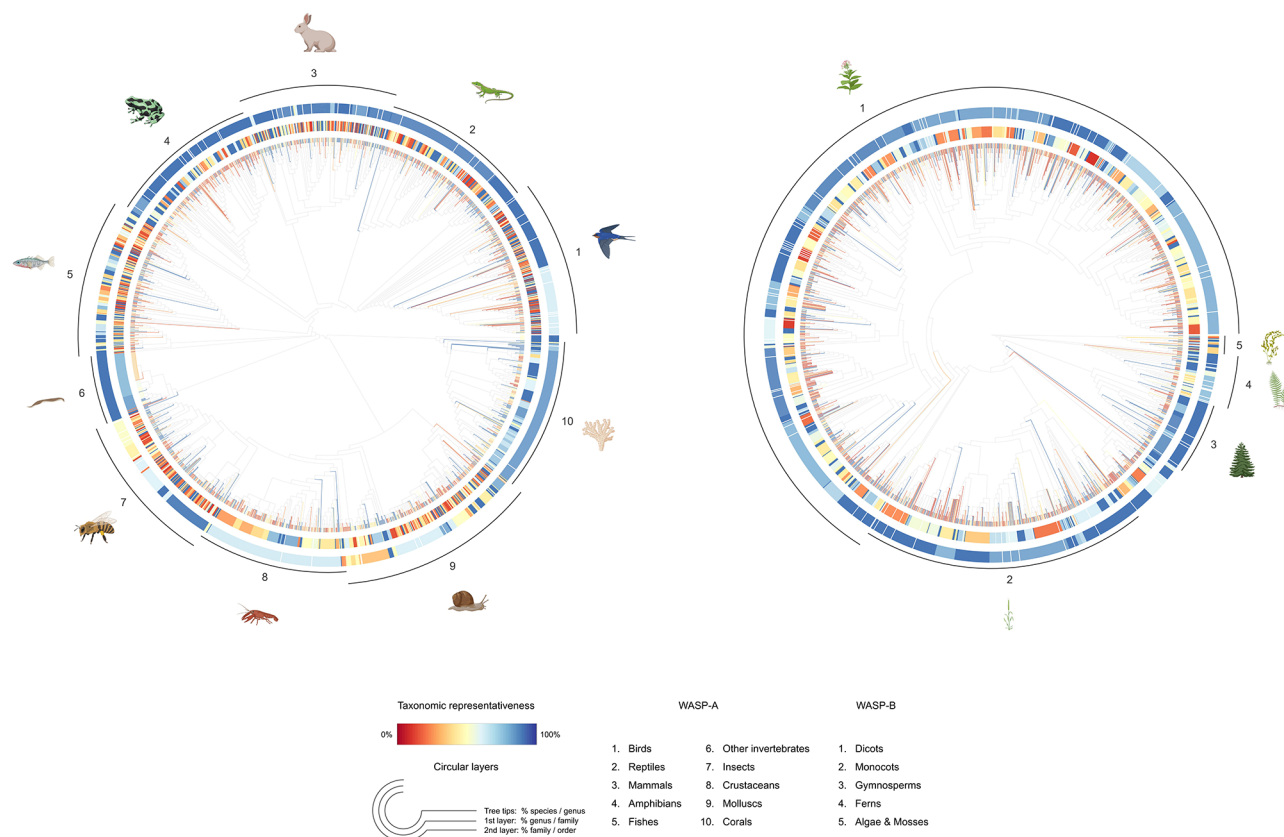 3
2
4
1
5
6
10
7
9
8
1
5
4
3
2
Taxonomic representativeness
0%
100%
Circular layers
Tree tips: % species / genus
1st layer: % genus / family
2nd layer: % family / order
WASP-A
1. Birds
2. Reptiles
3. Mammals
4. Amphibians
5. Fishes
6. Other invertebrates
7. Insects
8. Crustaceans
9. Molluscs
10. Corals
WASP-B
1. Dicots
2. Monocots
3. Gymnosperms
4. Ferns
5. Algae & Mosses